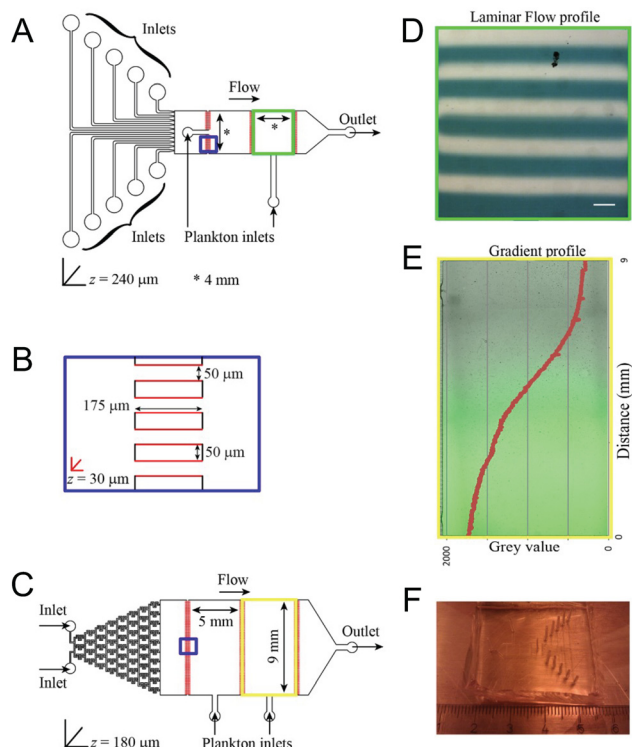 A
Inlets
Flow
*
*
Outlet
Inlets
Plankton inlets
z = 240 µm
* 4 mm
B
50 µm
175 µm
50 µm
z = 30 µm
C
Flow
Inlet
5 mm
9 mm
Outlet
Inlet
Plankton inlets
z = 180 µm
D
Laminar Flow profile
E
Gradient profile
9
Distance (mm)
0
2000
Grey value
0
F